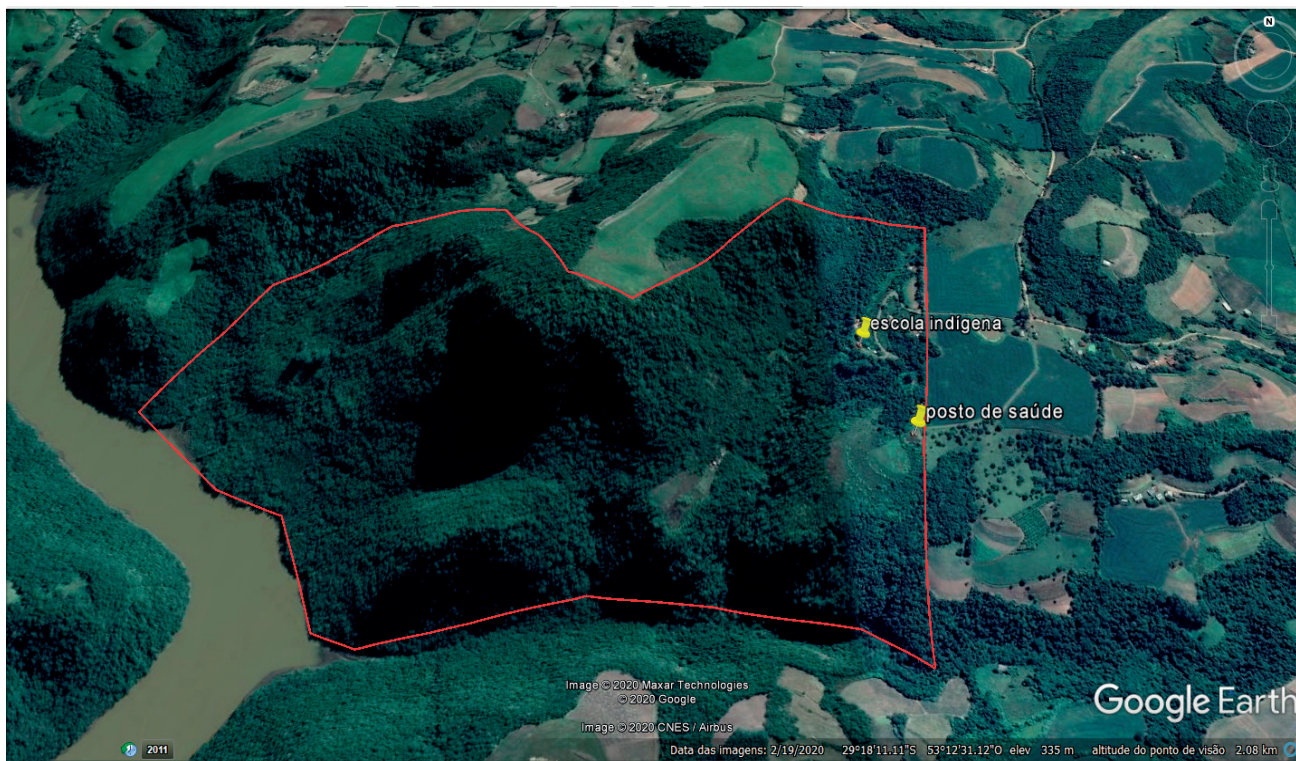 N
escola indígena
posto de saúde
Image © 2020 Maxar Technologies
© 2020 Google
Image © 2020 CNES / Airbus
Google Earth
2011
Data das imagens: 2/19/2020 29°18'11.11"S 53°12'31.12"O elev 335 m altitude do ponto de visão 2.08 km